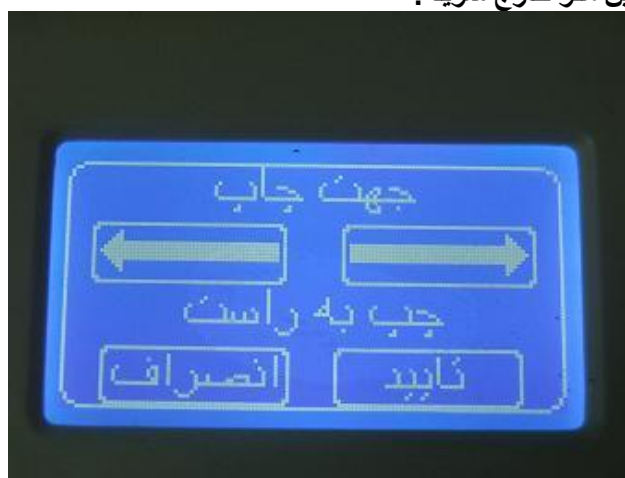 جهت چاپ
چپ به راست
تایید انصراف